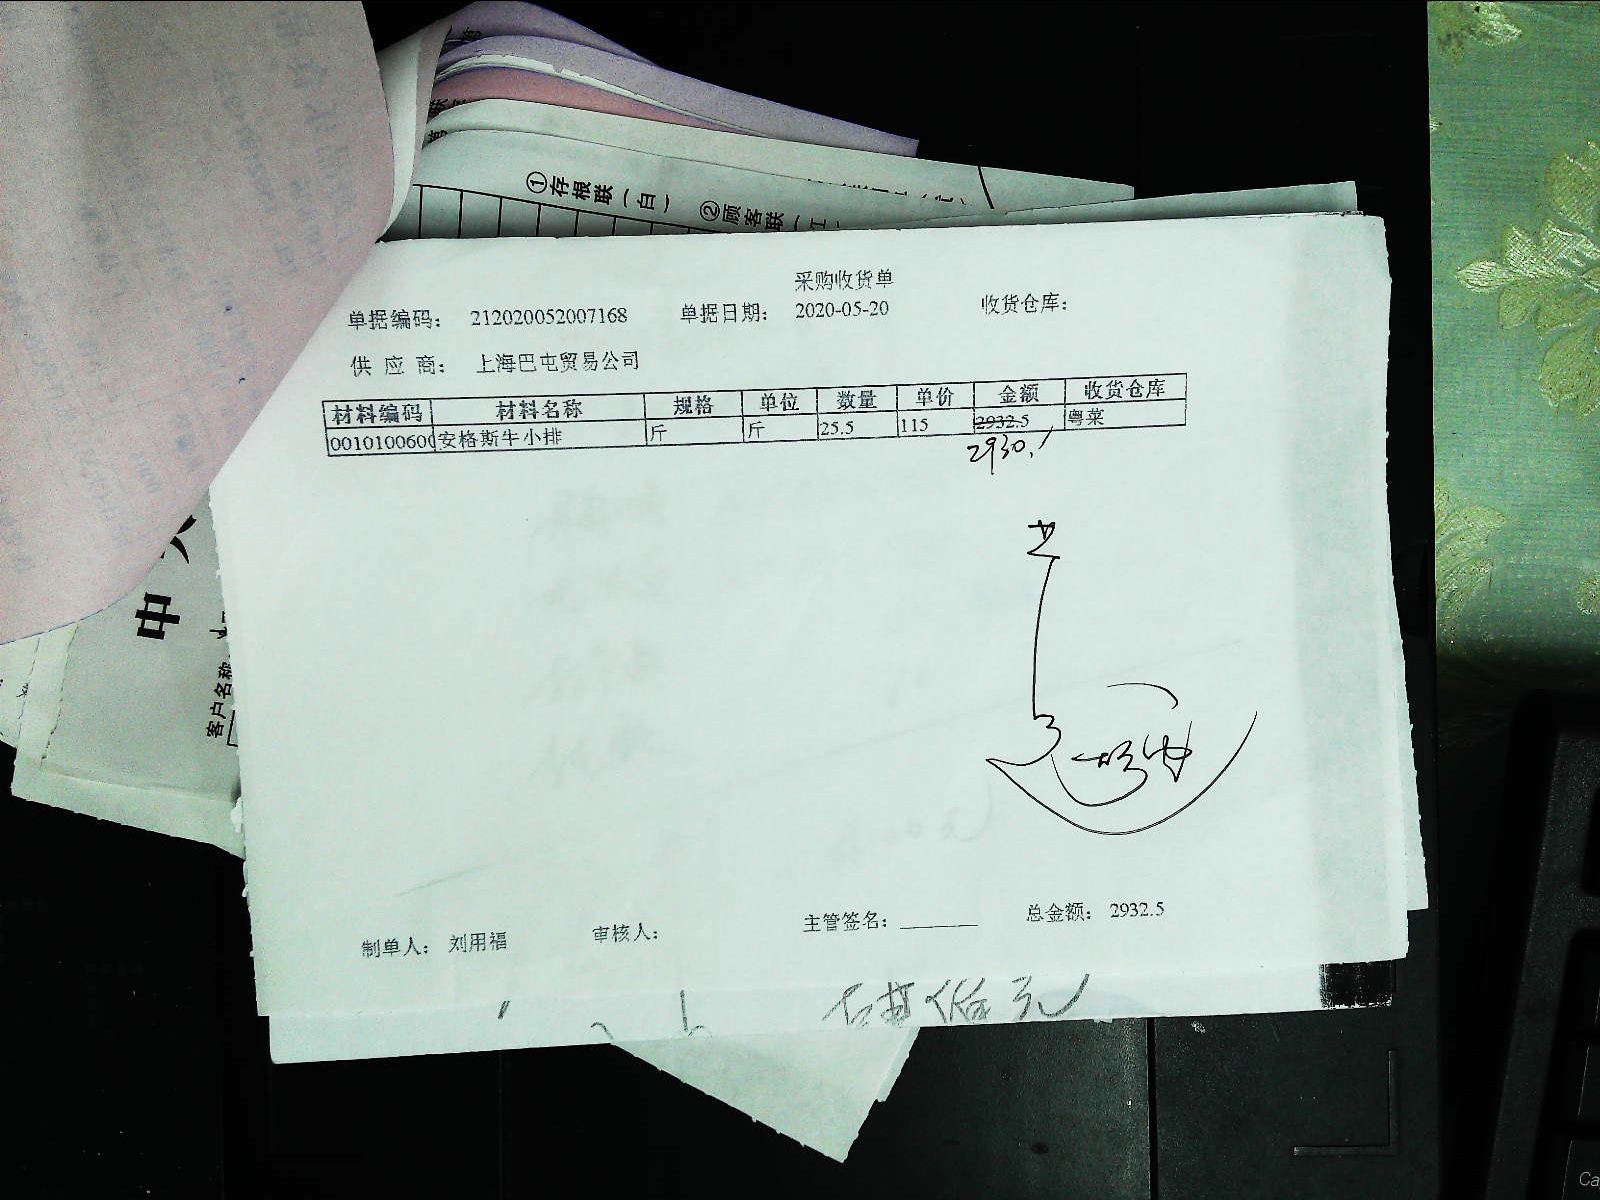 ①存根联（白）
②顾客联（红
采购收货单
单据编码： 212020052007168 单据日期： 2020-05-20 收货仓库：
供 应 商： 上海巴屯贸易公司
材料编码 材料名称 规格 单位 数量 单价 金额 收货仓库
0010100600 安格斯牛小排 斤 斤 25.5 115 2932.5 粤菜
2930.
制单人： 刘用福 审核人： 主管签名：______ 总金额： 2932.5
中
客户名称